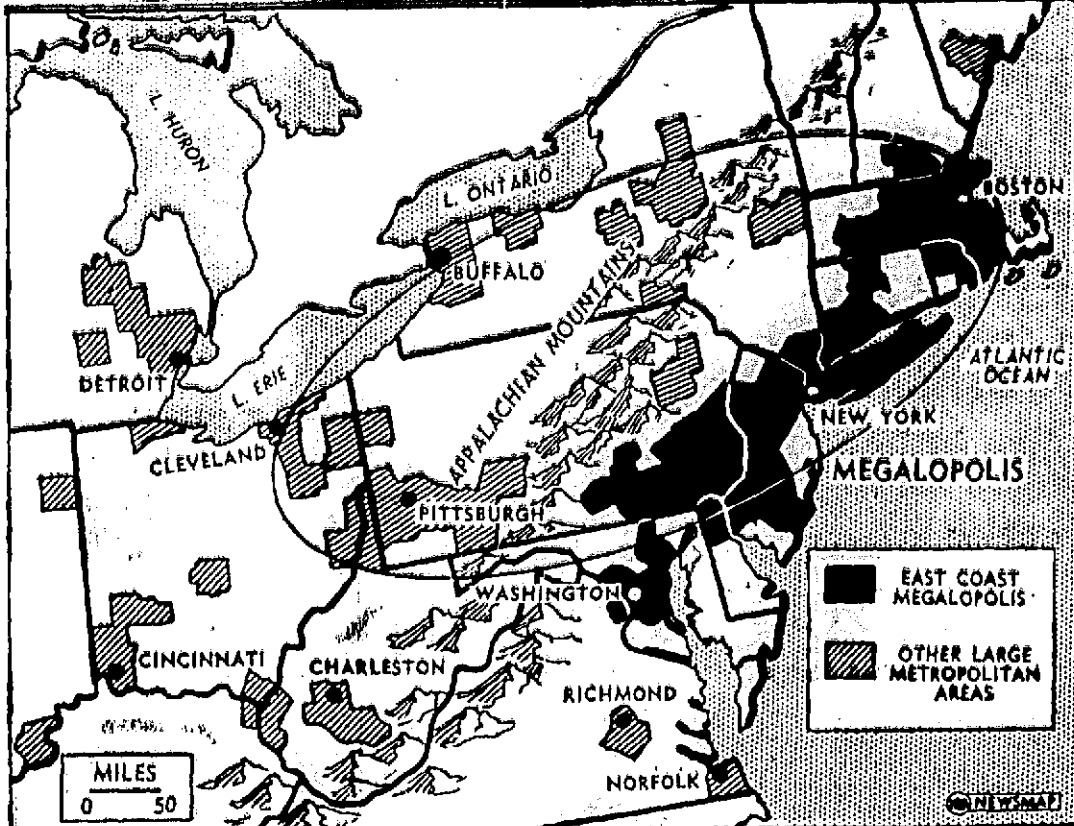 L. HURON
L. ONTARIO
BOSTON
BUFFALO
APPALACHIAN MOUNTAINS
DETROIT
L. ERIE
ATLANTIC
OCEAN
NEW YORK
CLEVELAND
MEGALOPOLIS
PITTSBURGH
WASHINGTON
EAST COAST
MEGALOPOLIS
OTHER LARGE
METROPOLITAN
AREAS
CINCINNATI
CHARLESTON
RICHMOND
NORFOLK
MILES
0 50
NEWSMAP